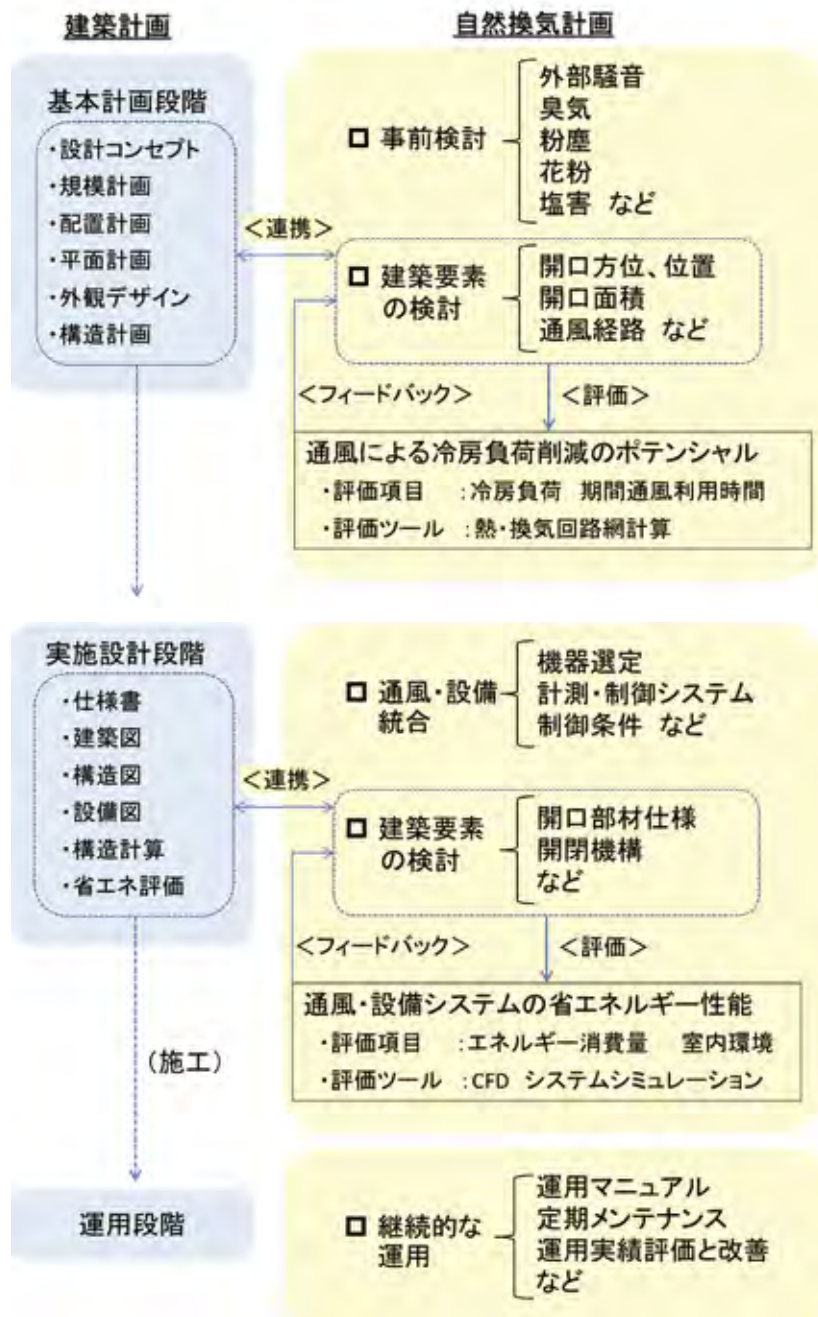 建築計画
自然換気計画
基本計画段階
・設計コンセプト
・規模計画
・配置計画
・平面計画
・外観デザイン
・構造計画
＜連携＞
□ 事前検討
外部騒音
臭気
粉塵
花粉
塩害 など
□ 建築要素
の検討
開口方位、位置
開口面積
通風経路 など
＜フィードバック＞
＜評価＞
通風による冷房負荷削減のポテンシャル
・評価項目 ：冷房負荷 期間通風利用時間
・評価ツール ：熱・換気回路網計算
実施設計段階
・仕様書
・建築図
・構造図
・設備図
・構造計算
・省エネ評価
＜連携＞
□ 通風・設備
統合
機器選定
計測・制御システム
制御条件 など
□ 建築要素
の検討
開口部材仕様
開閉機構
など
＜フィードバック＞
＜評価＞
通風・設備システムの省エネルギー性能
・評価項目 ：エネルギー消費量 室内環境
・評価ツール ：CFD システムシミュレーション
（施工）
運用段階
□ 継続的な
運用
運用マニュアル
定期メンテナンス
運用実績評価と改善
など